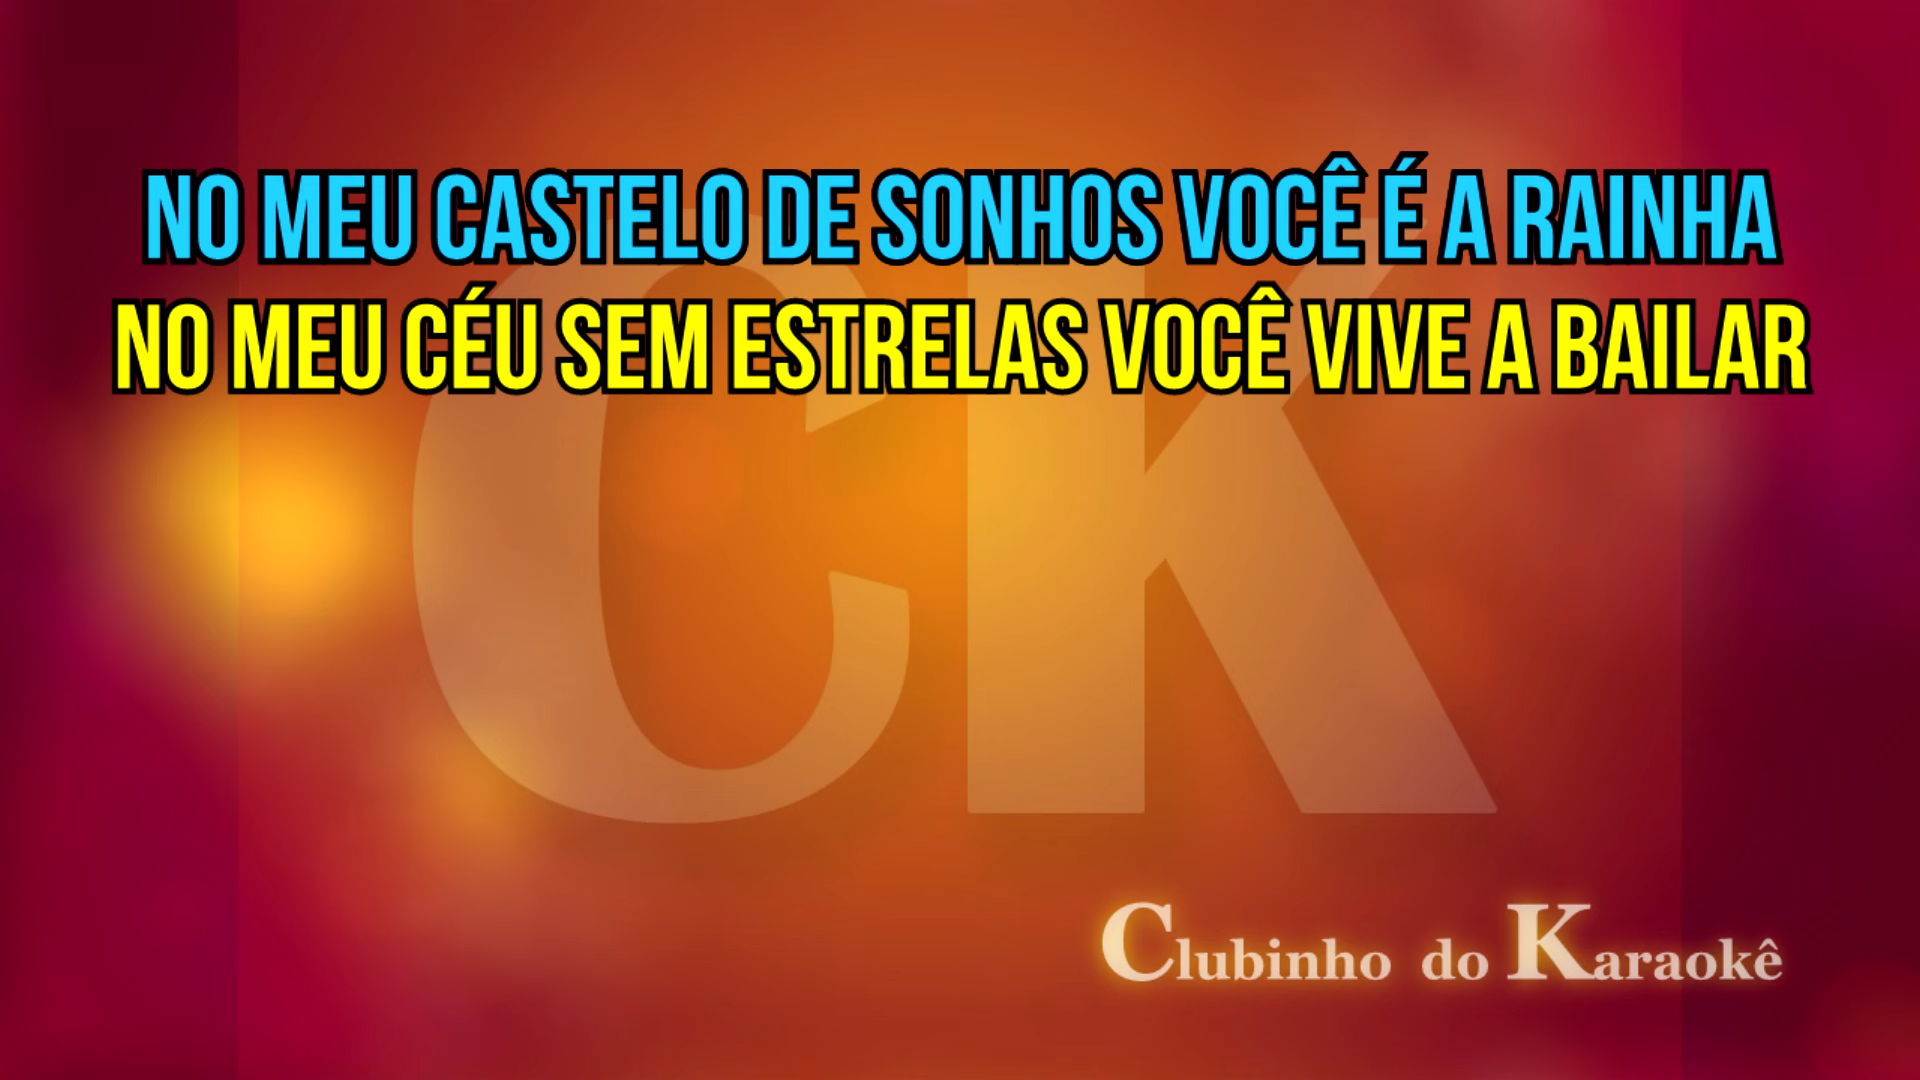 NO MEU CASTELO DE SONHOS VOCÊ É A RAINHA
NO MEU CÉU SEM ESTRELAS VOCÊ VIVE A BAILAR
CK
Clubinho do Karaokê